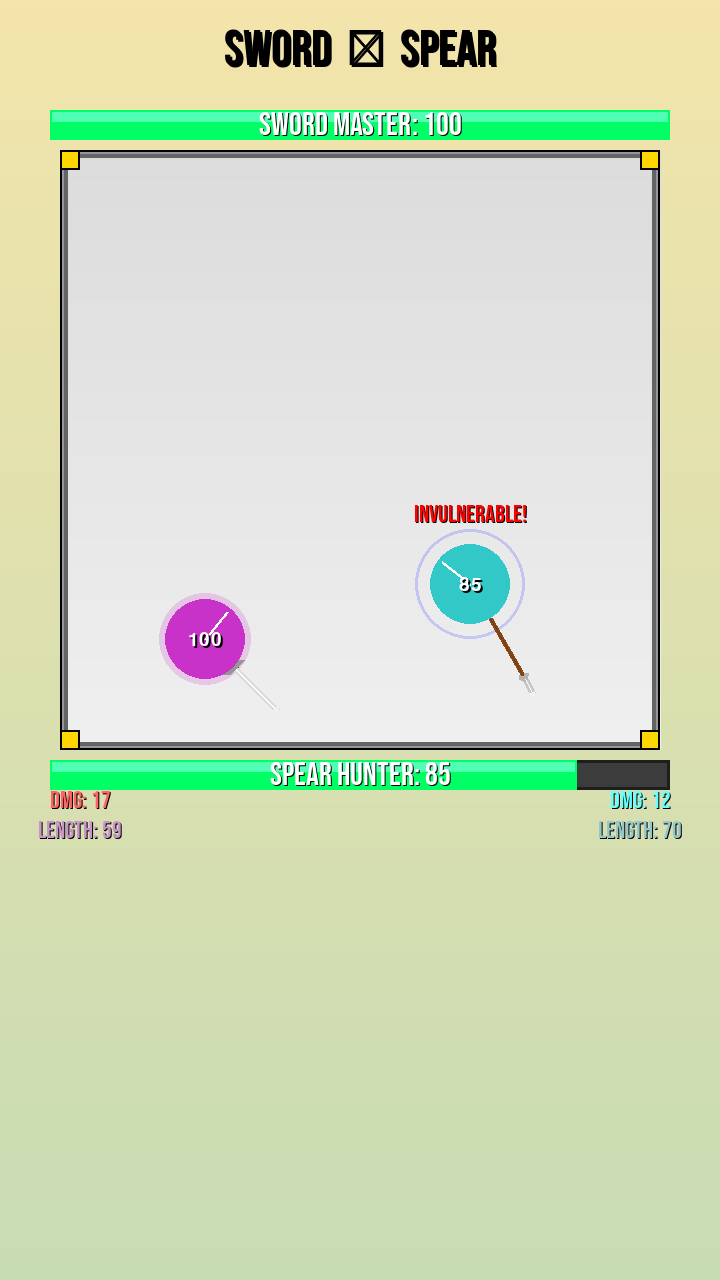 SWORD ☒ SPEAR
SWORD MASTER: 100
INVULNERABLE!
85
100
SPEAR HUNTER: 85
DMG: 17
DMG: 12
LENGTH: 59
LENGTH: 70